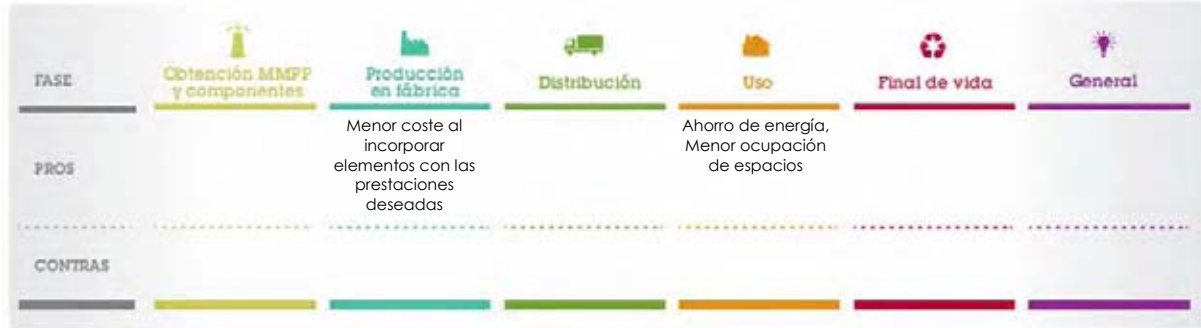 FASE
Obtención MMPP
y componentes
Producción
en fábrica
Distribución
Uso
Final de vida
General
PROS
Menor coste al
incorporar
elementos con las
prestaciones
deseadas
Ahorro de energía,
Menor ocupación
de espacios
CONTRAS